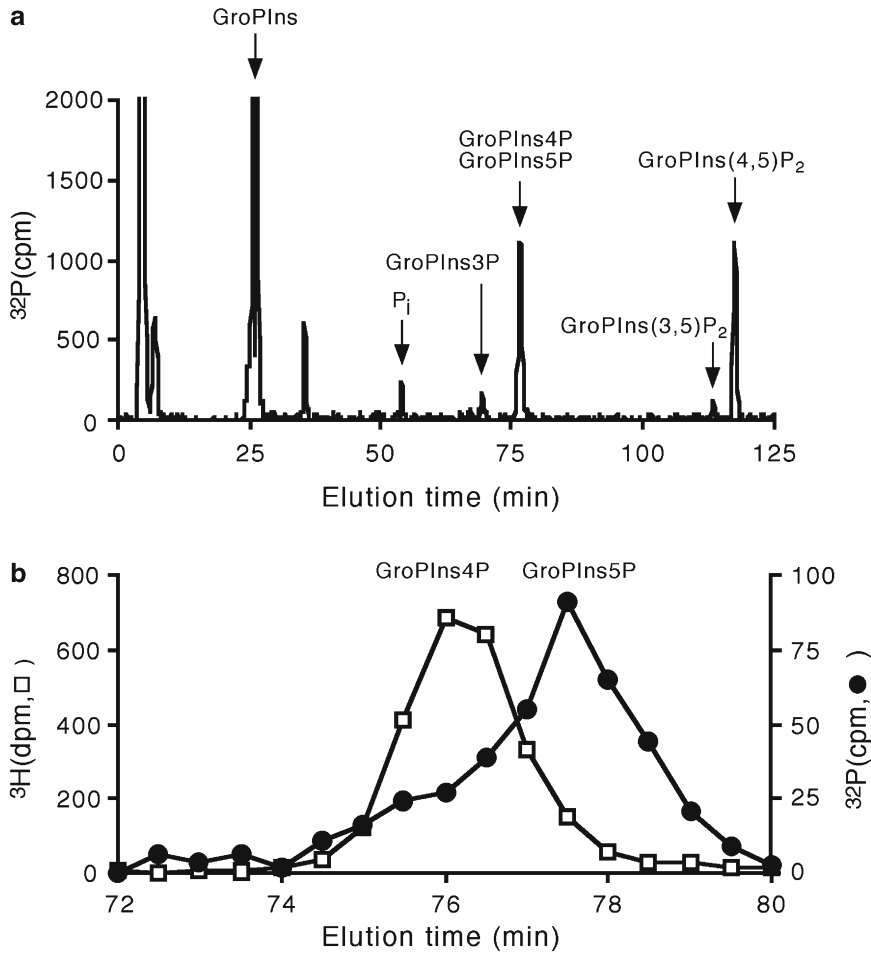 a
GroPIns
2000
1500
1000
500
0
³²P(cpm)
GroPIns4P
GroPIns5P
GroPIns(4,5)P₂
GroPIns3P
Pᵢ
GroPIns(3,5)P₂
0 25 50 75 100 125
Elution time (min)
b
GroPIns4P GroPIns5P
800
600
400
200
0
³H(dpm,□)
100
75
50
25
0
³²P(cpm,●)
72 74 76 78 80
Elution time (min)